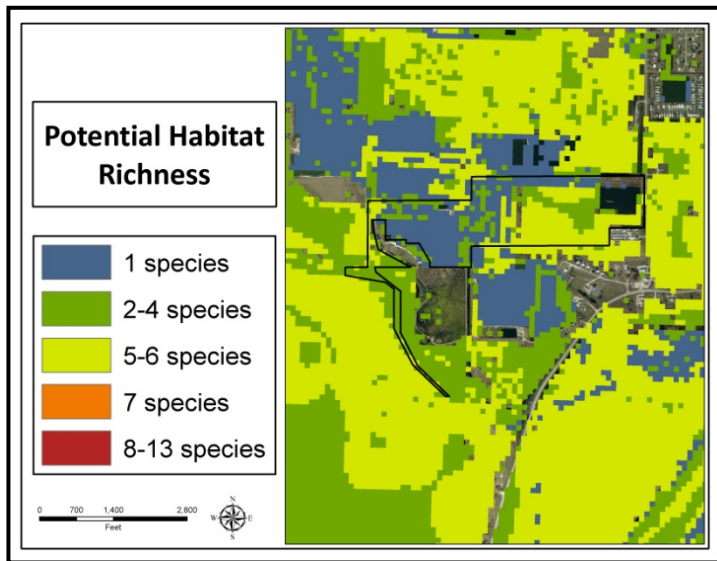 Potential Habitat
Richness
1 species
2-4 species
5-6 species
7 species
8-13 species
0 700 1,400 2,800
Feet
N
W E
S